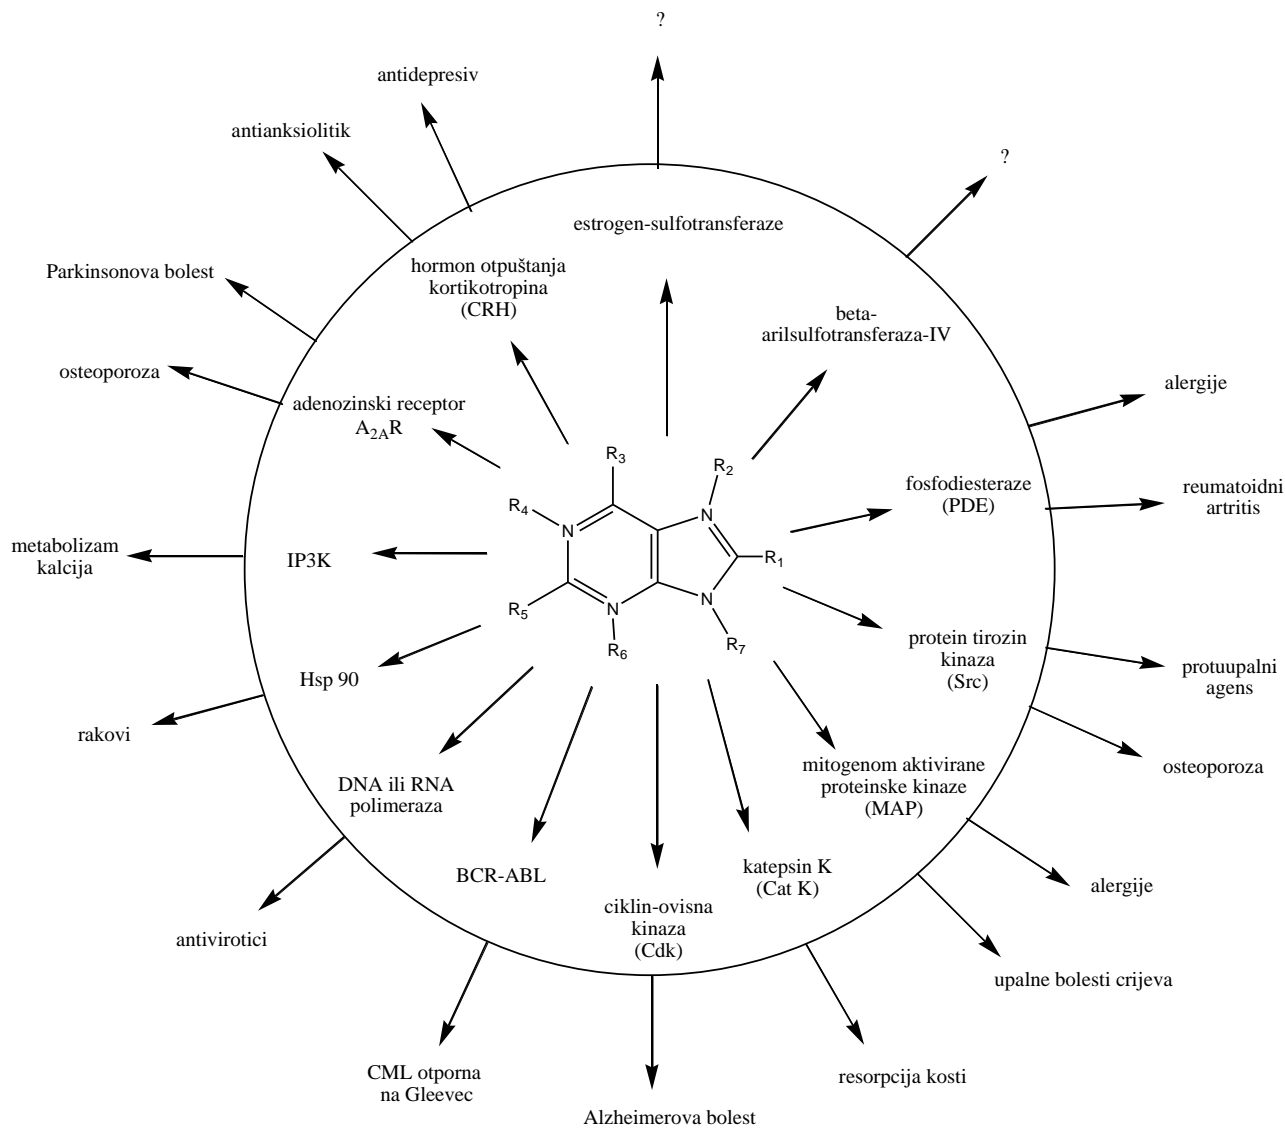 ?
antidepresiv
antianksiolitik
?
estrogen-sulfotransferaze
Parkinsonova bolest
hormon otpuštanja
kortikotropina
(CRH)
beta-
arilsulfotransferaza-IV
osteoporoza
alergije
adenozinski receptor
A2AR
R3
R2
fosfodiesteraze
(PDE)
reumatoidni
artritis
R4
N
N
metabolizam
kalcija
IP3K
R1
R5
N
N
R6
R7
protein tirozin
kinaza
(Src)
protuupalni
agens
Hsp 90
rakovi
osteoporoza
DNA ili RNA
polimeraza
mitogenom aktivirane
proteinske kinaze
(MAP)
BCR-ABL
katepsin K
(Cat K)
alergije
ciklin-ovisna
kinaza
(Cdk)
antivirotici
upalne bolesti crijeva
CML otporna
na Gleevec
resorpcija kosti
Alzheimerova bolest